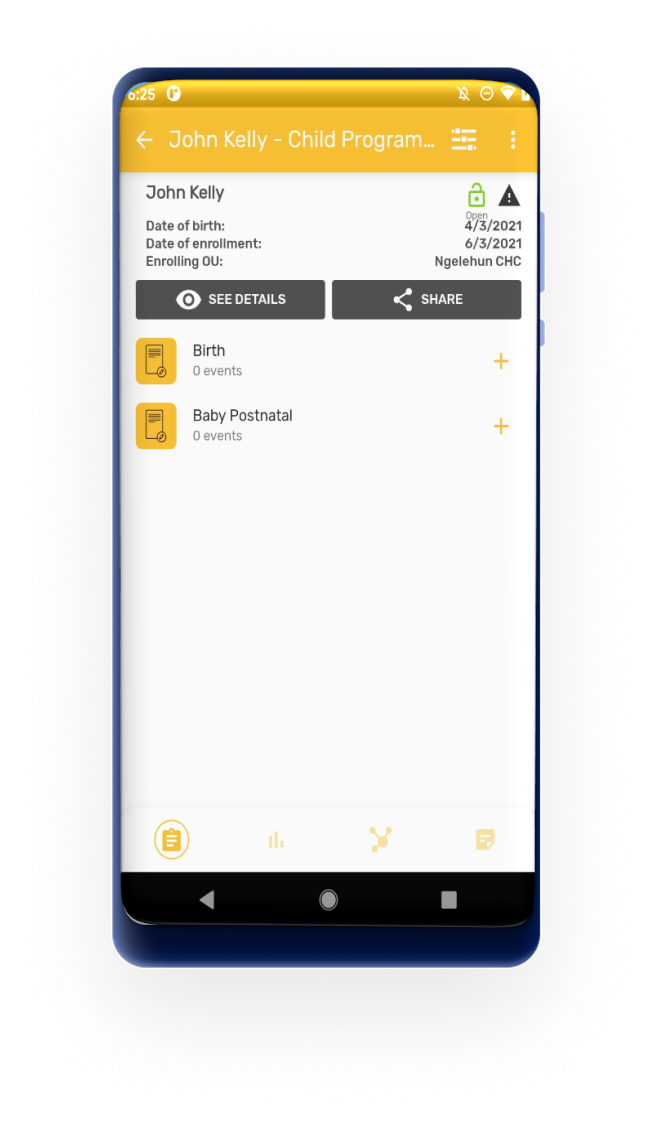 6:25
John Kelly - Child Program...
John Kelly
Open
Date of birth: 4/3/2021
Date of enrollment: 6/3/2021
Enrolling OU: Ngelehun CHC
SEE DETAILS SHARE
Birth
0 events
Baby Postnatal
0 events